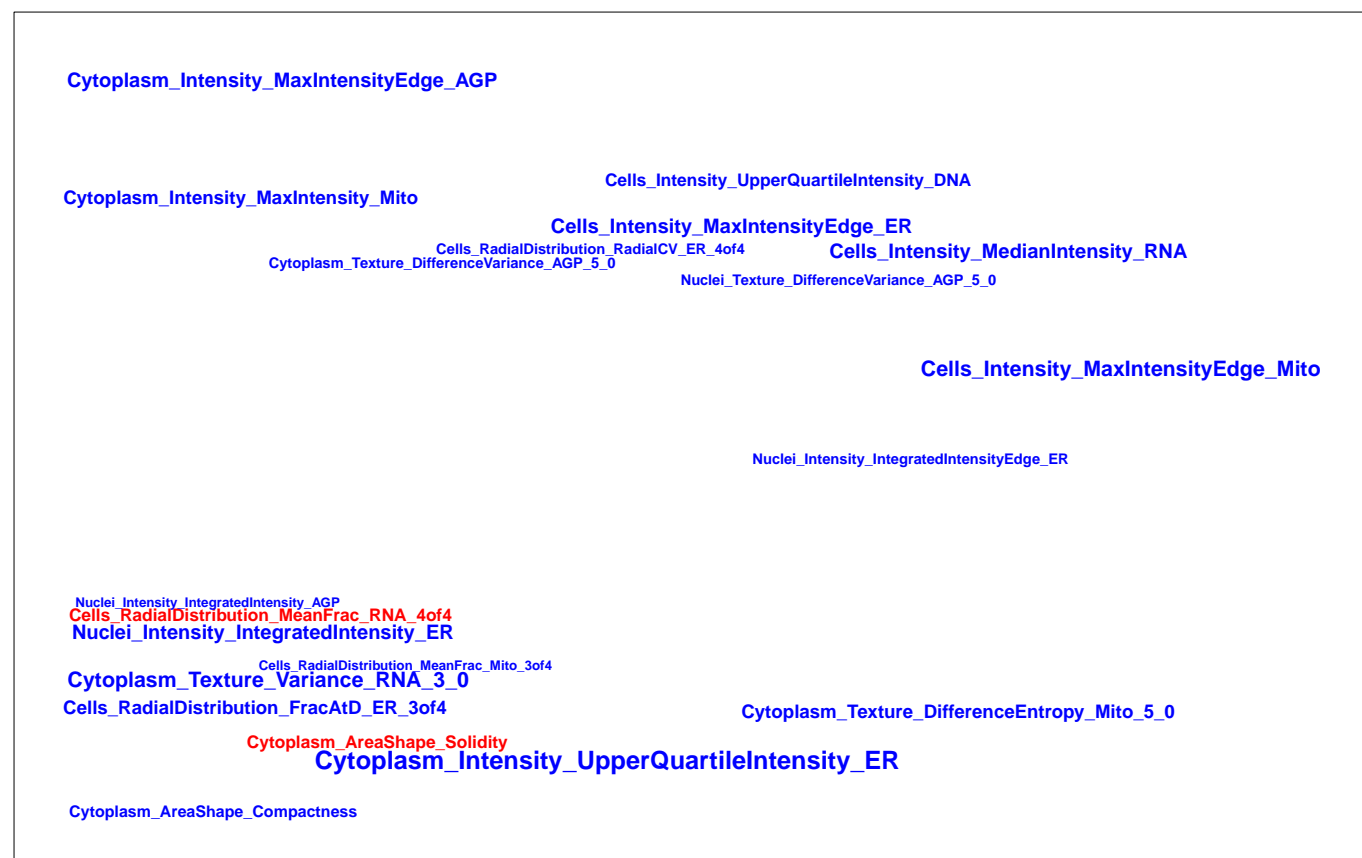 Cytoplasm_Intensity_MaxIntensityEdge_AGP
Cells_Intensity_UpperQuartileIntensity_DNA
Cytoplasm_Intensity_MaxIntensity_Mito
Cells_Intensity_MaxIntensityEdge_ER
Cells_RadialDistribution_RadialCV_ER_4of4
Cells_Intensity_MedianIntensity_RNA
Cytoplasm_Texture_DifferenceVariance_AGP_5_0
Nuclei_Texture_DifferenceVariance_AGP_5_0
Cells_Intensity_MaxIntensityEdge_Mito
Nuclei_Intensity_IntegratedIntensityEdge_ER
Nuclei_Intensity_IntegratedIntensity_AGP
Cells_RadialDistribution_MeanFrac_RNA_4of4
Nuclei_Intensity_IntegratedIntensity_ER
Cells_RadialDistribution_MeanFrac_Mito_3of4
Cytoplasm_Texture_Variance_RNA_3_0
Cells_RadialDistribution_FracAtD_ER_3of4
Cytoplasm_Texture_DifferenceEntropy_Mito_5_0
Cytoplasm_AreaShape_Solidity
Cytoplasm_Intensity_UpperQuartileIntensity_ER
Cytoplasm_AreaShape_Compactness